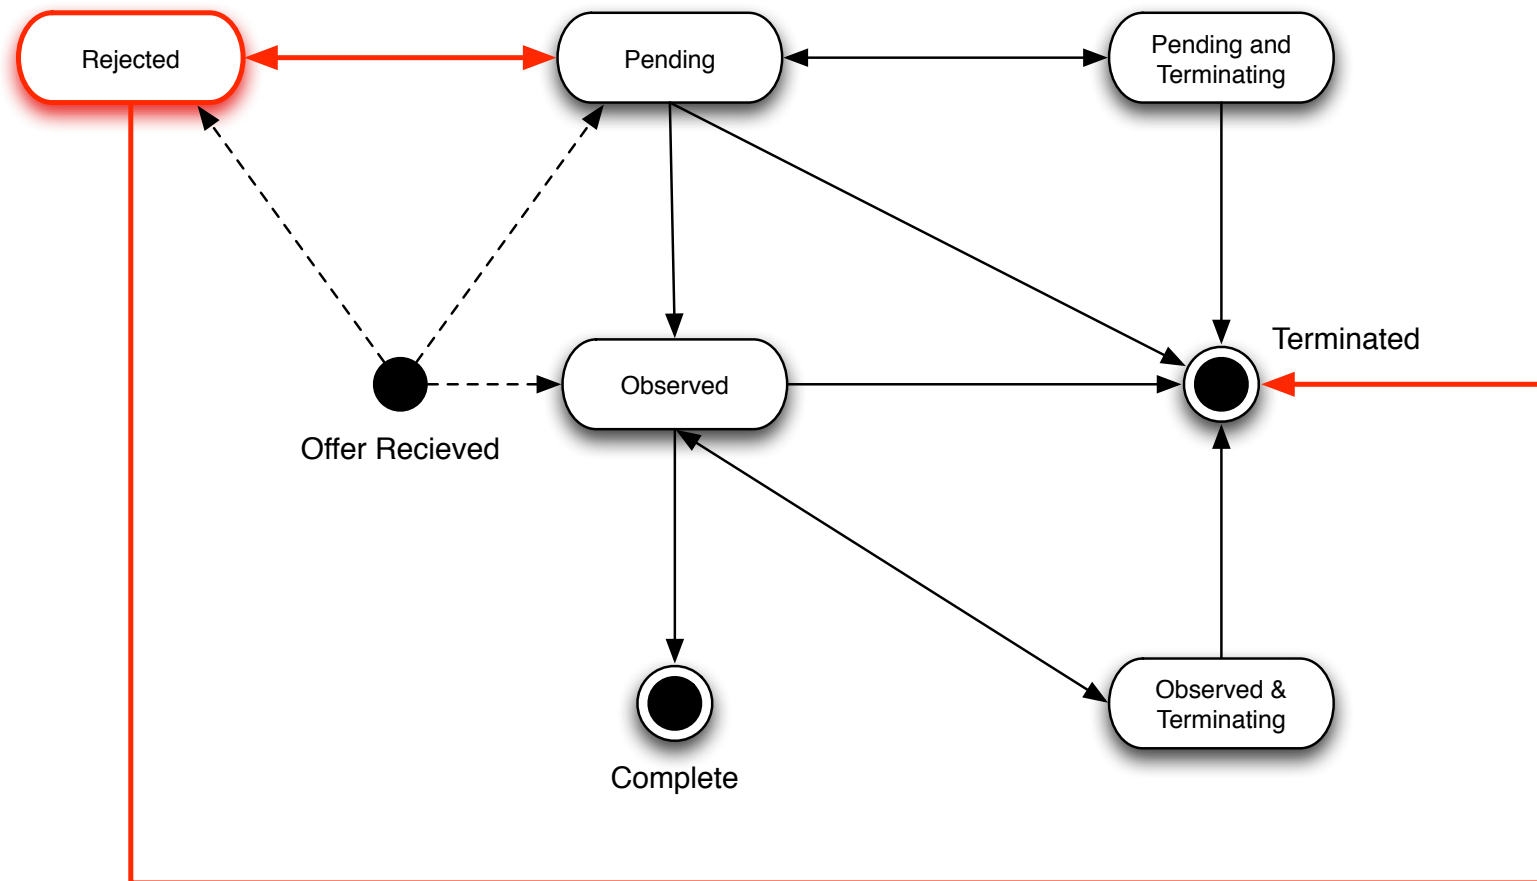 Rejected
Pending
Pending and
Terminating
Terminated
Observed
Offer Recieved
Observed &
Terminating
Complete